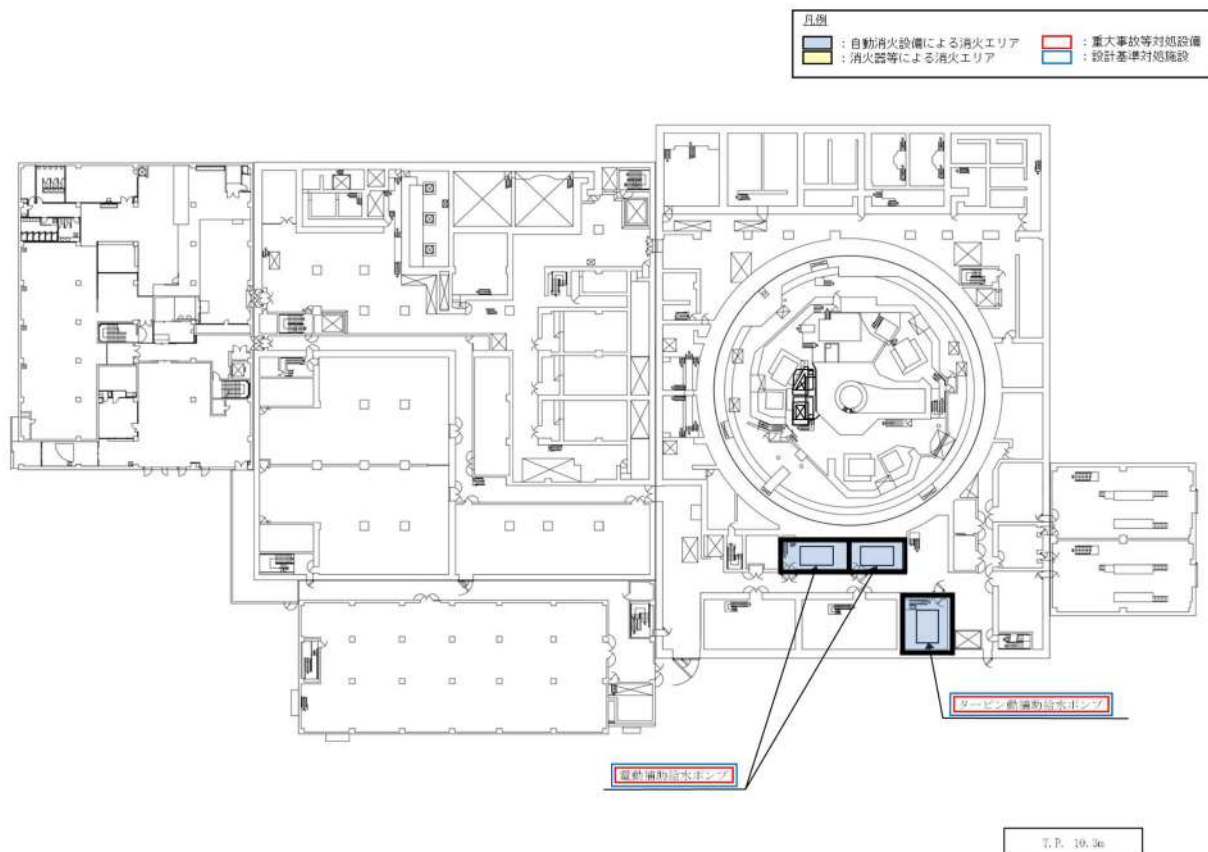 凡例
：自動消火設備による消火エリア
：消火器等による消火エリア
：重大事故等対処設備
：設計基準対処施設
タービン動補助給水ポンプ
電動補助給水ポンプ
T.P. 10.3m